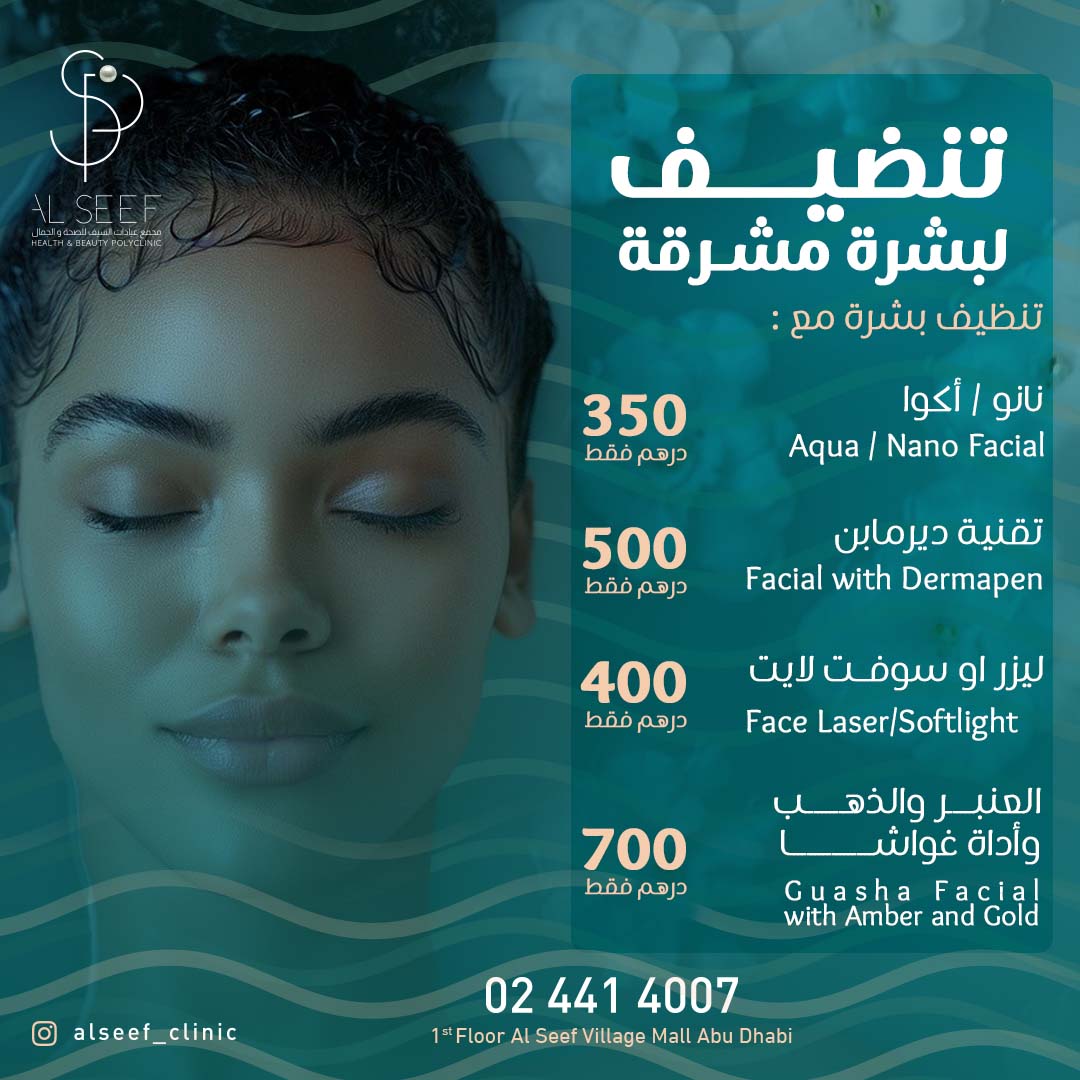 AL SEEF
مجمع عيادات السيف للصحة و الجمال
HEALTH & BEAUTY POLYCLINIC
تنضيف
لبشرة مشرقة
تنظيف بشرة مع :
نانو / أكوا
Aqua / Nano Facial
350
درهم فقط
تقنية ديرمابن
Facial with Dermapen
500
درهم فقط
ليزر او سوفت لايت
Face Laser/Softlight
400
درهم فقط
العنبر والذهب
وأداة غواشا
Guasha Facial
with Amber and Gold
700
درهم فقط
02 441 4007
1st Floor Al Seef Village Mall Abu Dhabi
alseef_clinic